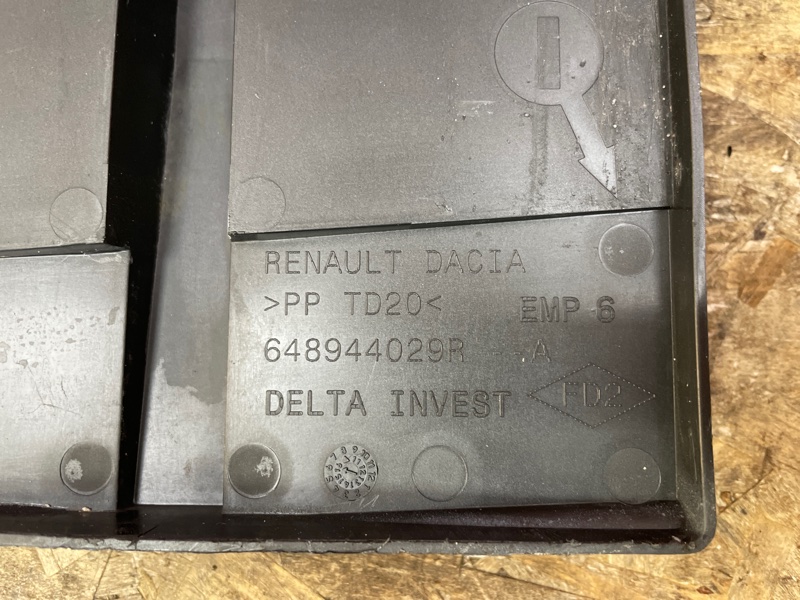 RENAULT DACIA
>PP TD20< EMP 6
648944029R -A
DELTA INVEST FD2